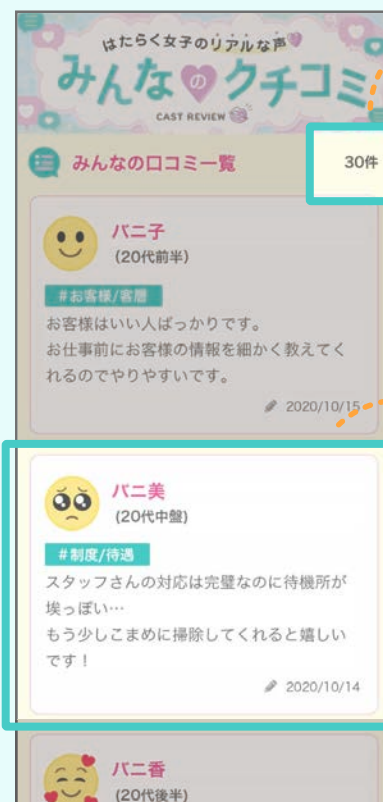 はたらく女子のリアルな声
みんなのクチコミ
CAST REVIEW
みんなの口コミ一覧
30件
バニ子
(20代前半)
#お客様/客層
お客様はいい人ばっかりです。
お仕事前にお客様の情報を細かく教えてく
れるのでやりやすいです。
2020/10/15
バニ美
(20代中盤)
#制度/待遇
スタッフさんの対応は完璧なのに待機所が
埃っぽい…
もう少しこまめに掃除してくれると嬉しい
です！
2020/10/14
バニ香
(20代後半)